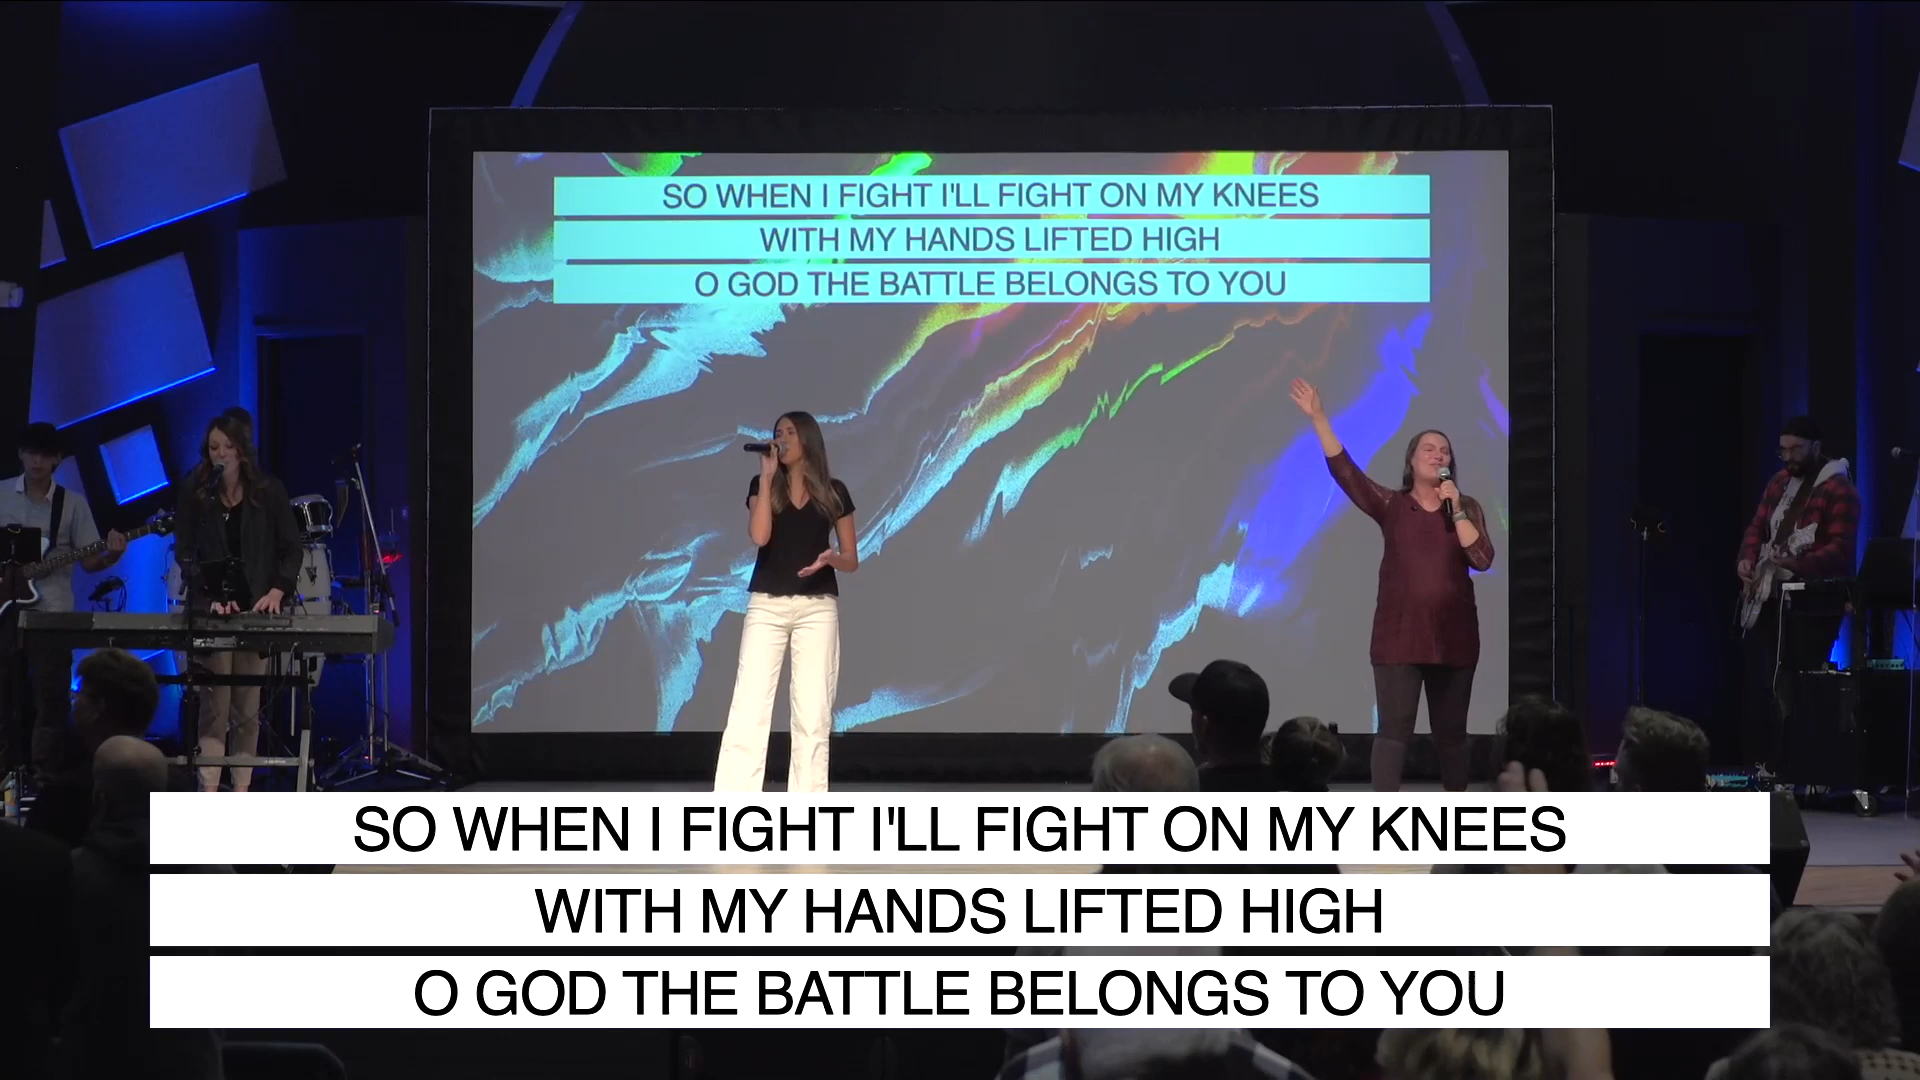 SO WHEN I FIGHT I'LL FIGHT ON MY KNEES
WITH MY HANDS LIFTED HIGH
O GOD THE BATTLE BELONGS TO YOU
SO WHEN I FIGHT I'LL FIGHT ON MY KNEES
WITH MY HANDS LIFTED HIGH
O GOD THE BATTLE BELONGS TO YOU